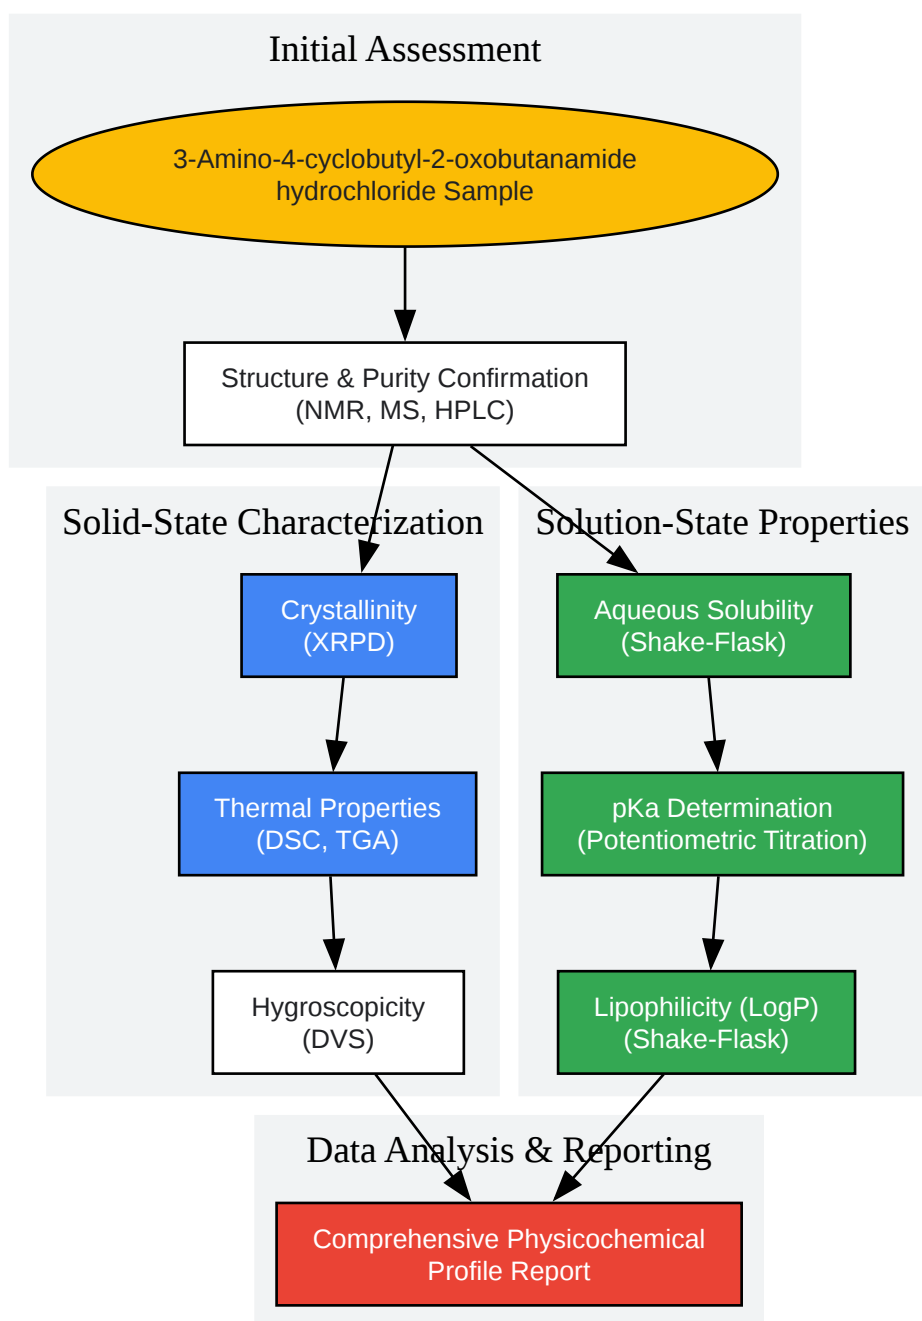 Initial Assessment
3-Amino-4-cyclobutyl-2-oxobutanamide
hydrochloride Sample
Structure & Purity Confirmation
(NMR, MS, HPLC)
Solid-State Characterization
Crystallinity
(XRPD)
Thermal Properties
(DSC, TGA)
Hygroscopicity
(DVS)
Solution-State Properties
Aqueous Solubility
(Shake-Flask)
pKa Determination
(Potentiometric Titration)
Lipophilicity (LogP)
(Shake-Flask)
Data Analysis & Reporting
Comprehensive Physicochemical
Profile Report